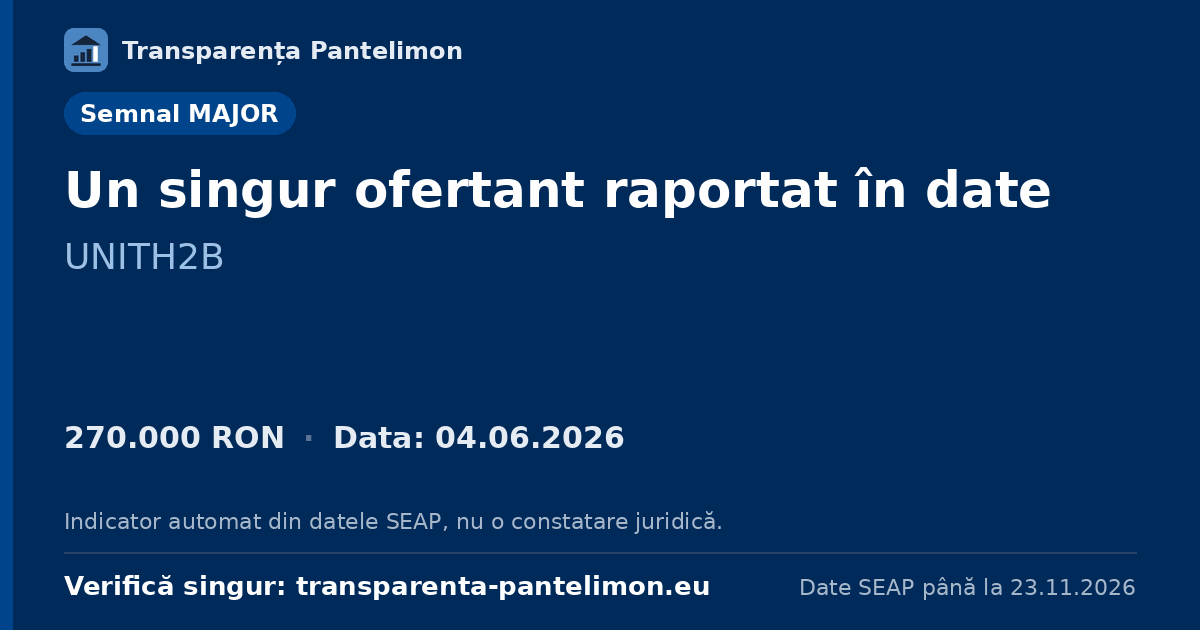 Transparența Pantelimon
Semnal MAJOR
Un singur ofertant raportat în date
UNITH2B
270.000 RON · Data: 04.06.2026
Indicator automat din datele SEAP, nu o constatare juridică.
Verifică singur: transparenta-pantelimon.eu
Date SEAP până la 23.11.2026